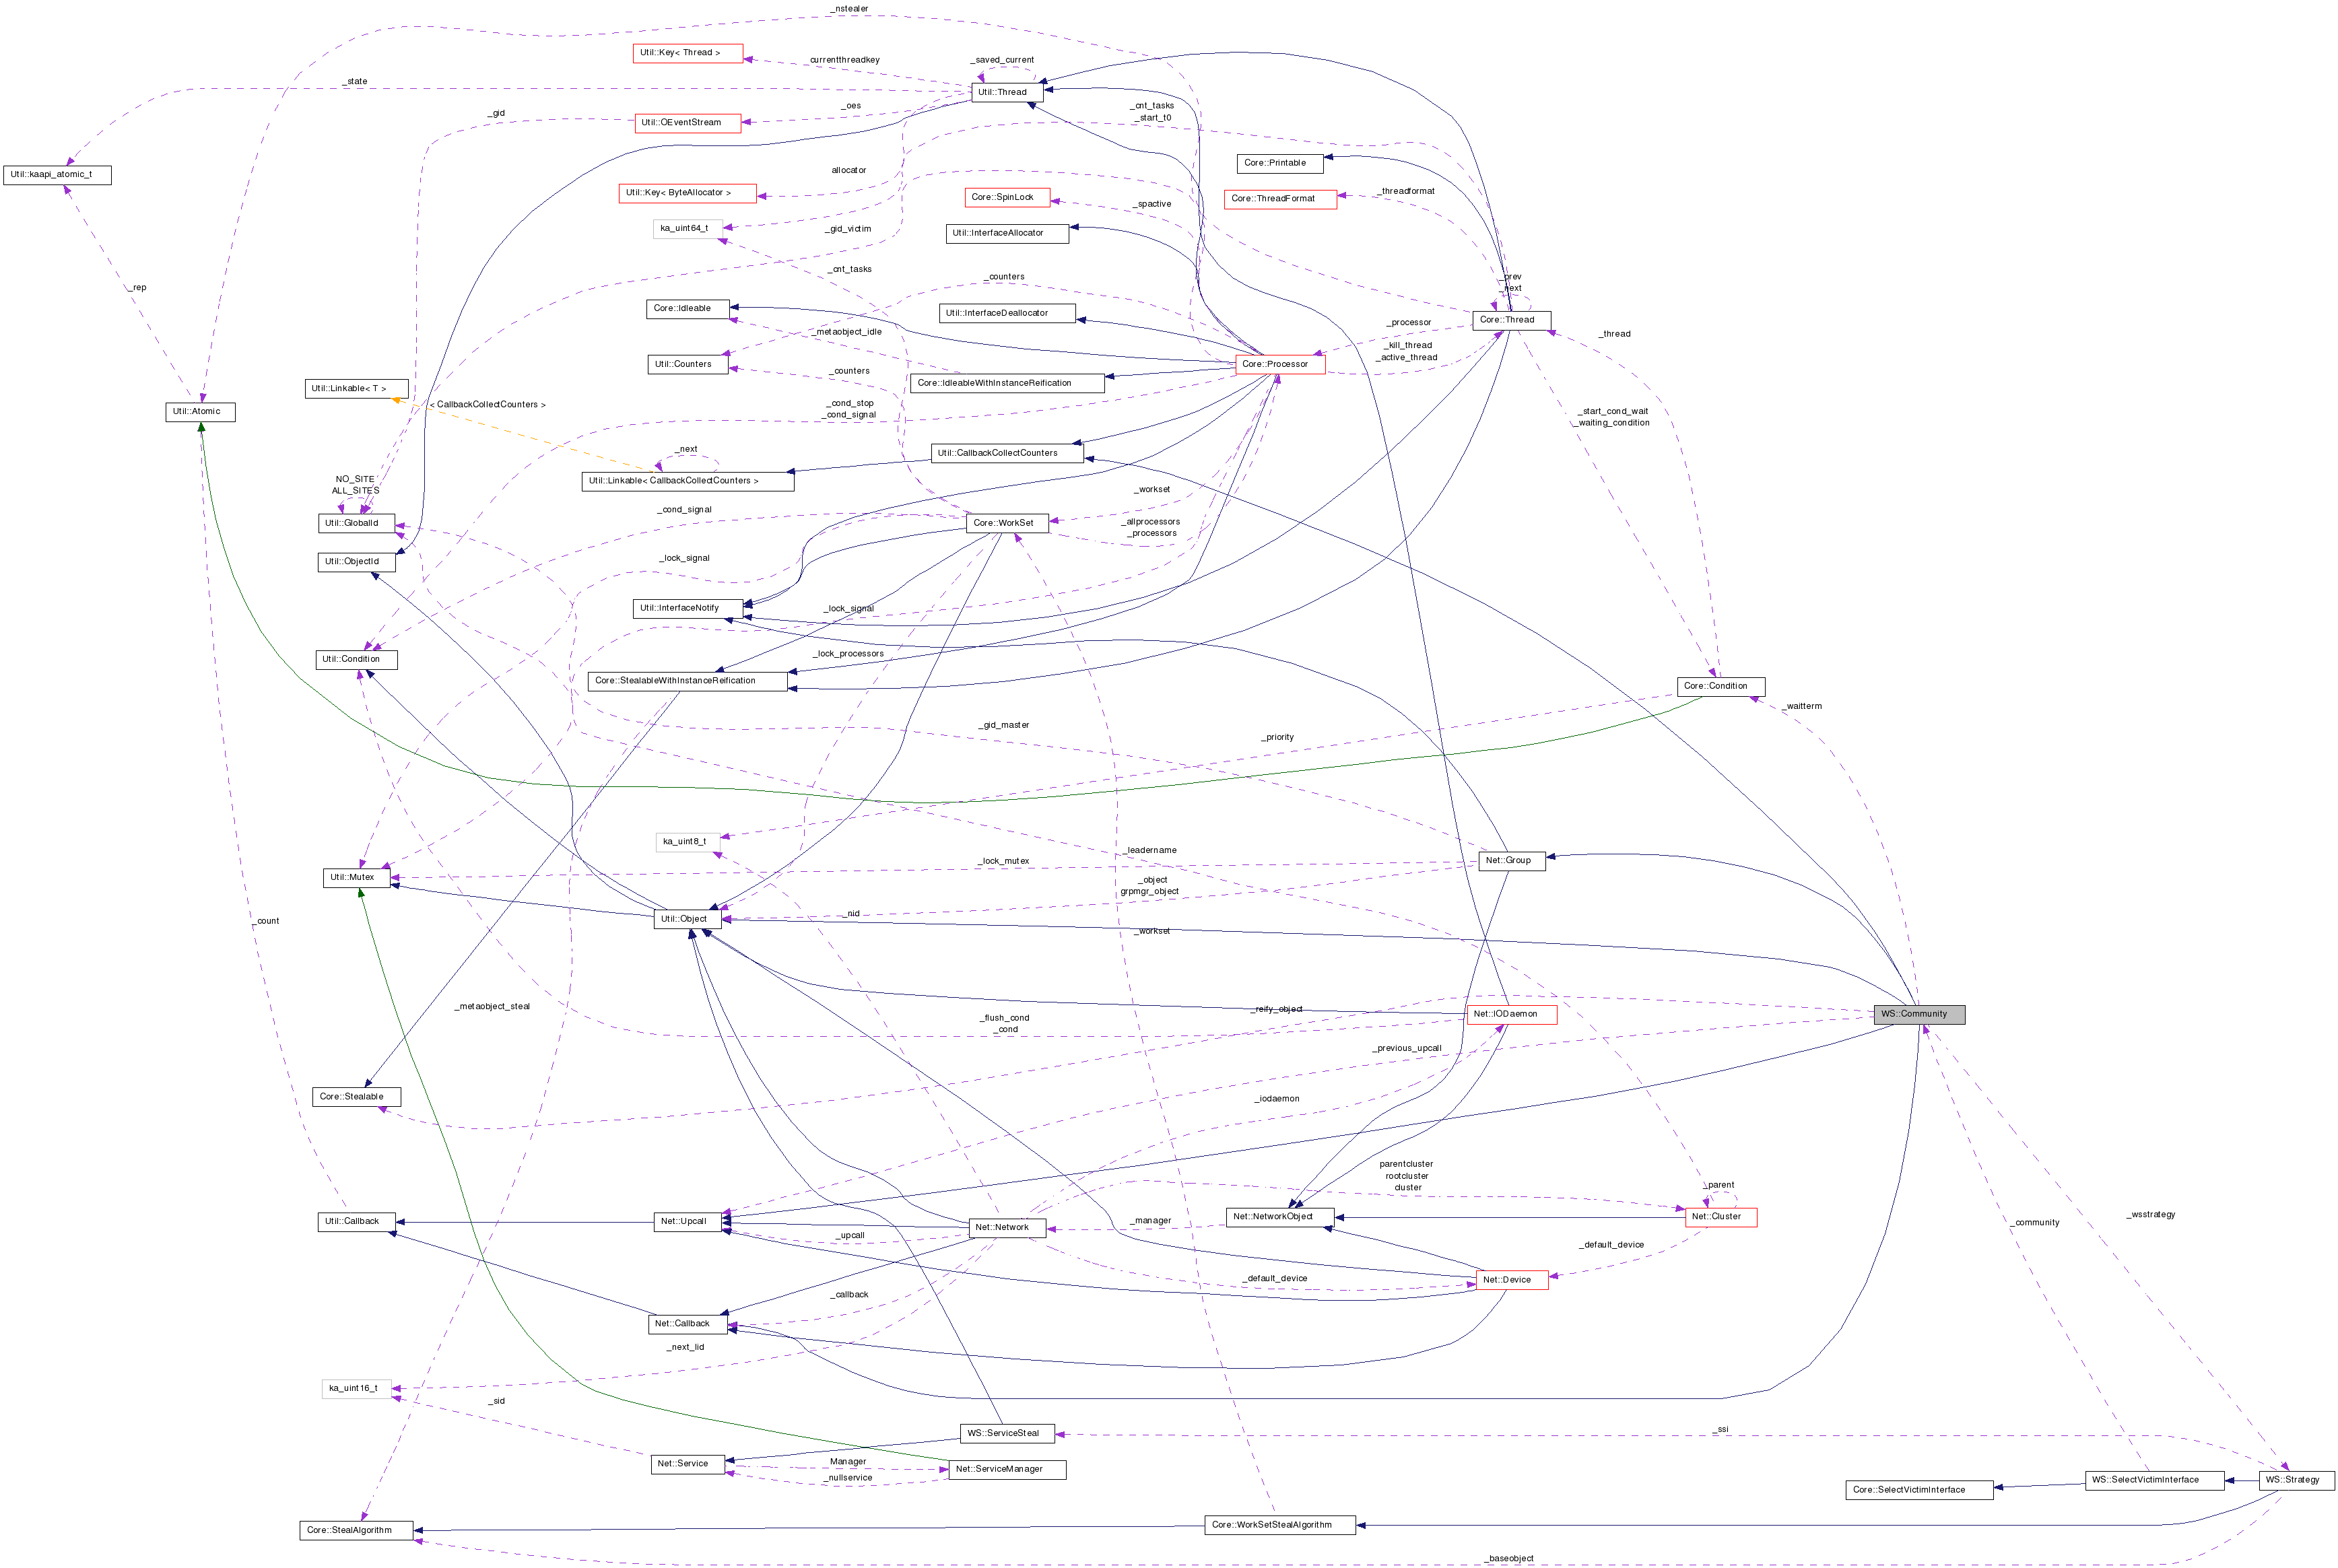 _nstealer
Util::Key< Thread >
currentthreadkey
_saved_current
_state
Util::Thread
_oes
_cnt_tasks
_start_t0
_gid
Util::OEventStream
Core::Printable
Util::kaapi_atomic_t
allocator
Util::Key< ByteAllocator >
Core::SpinLock
_spactive
_threadformat
Core::ThreadFormat
ka_uint64_t
_gid_victim
Util::InterfaceAllocator
_cnt_tasks
_counters
_prev
_next
_rep
Core::Idleable
Util::InterfaceDeallocator
Core::Thread
_metaobject_idle
_processor
_thread
_kill_thread
_active_thread
Util::Counters
_counters
Core::Processor
Core::IdleableWithInstanceReification
Util::Linkable< T >
< CallbackCollectCounters >
_cond_stop
_cond_signal
Util::Atomic
_start_cond_wait
_waiting_condition
_next
Util::CallbackCollectCounters
NO_SITE
ALL_SITES
Util::Linkable< CallbackCollectCounters >
_workset
_cond_signal
Util::GlobalId
Core::WorkSet
_allprocessors
_processors
Util::ObjectId
_lock_signal
Util::InterfaceNotify
_lock_signal
Util::Condition
_lock_processors
Core::StealableWithInstanceReification
Core::Condition
_waitterm
_gid_master
_priority
ka_uint8_t
_leadername
_lock_mutex
Net::Group
Util::Mutex
_object
grpmgr_object
_count
Util::Object
_nid
_workset
_metaobject_steal
_flush_cond
_cond
_reify_object
Net::IODaemon
WS::Community
_previous_upcall
Core::Stealable
_iodaemon
parentcluster
rootcluster
cluster
_parent
Util::Callback
Net::Upcall
_upcall
Net::Network
_manager
Net::NetworkObject
Net::Cluster
_community
_wsstrategy
_default_device
_default_device
Net::Device
_callback
Net::Callback
_next_lid
ka_uint16_t
_sid
WS::ServiceSteal
_ssi
Net::Service
Manager
_nullservice
Net::ServiceManager
Core::SelectVictimInterface
WS::SelectVictimInterface
WS::Strategy
Core::StealAlgorithm
Core::WorkSetStealAlgorithm
_baseobject